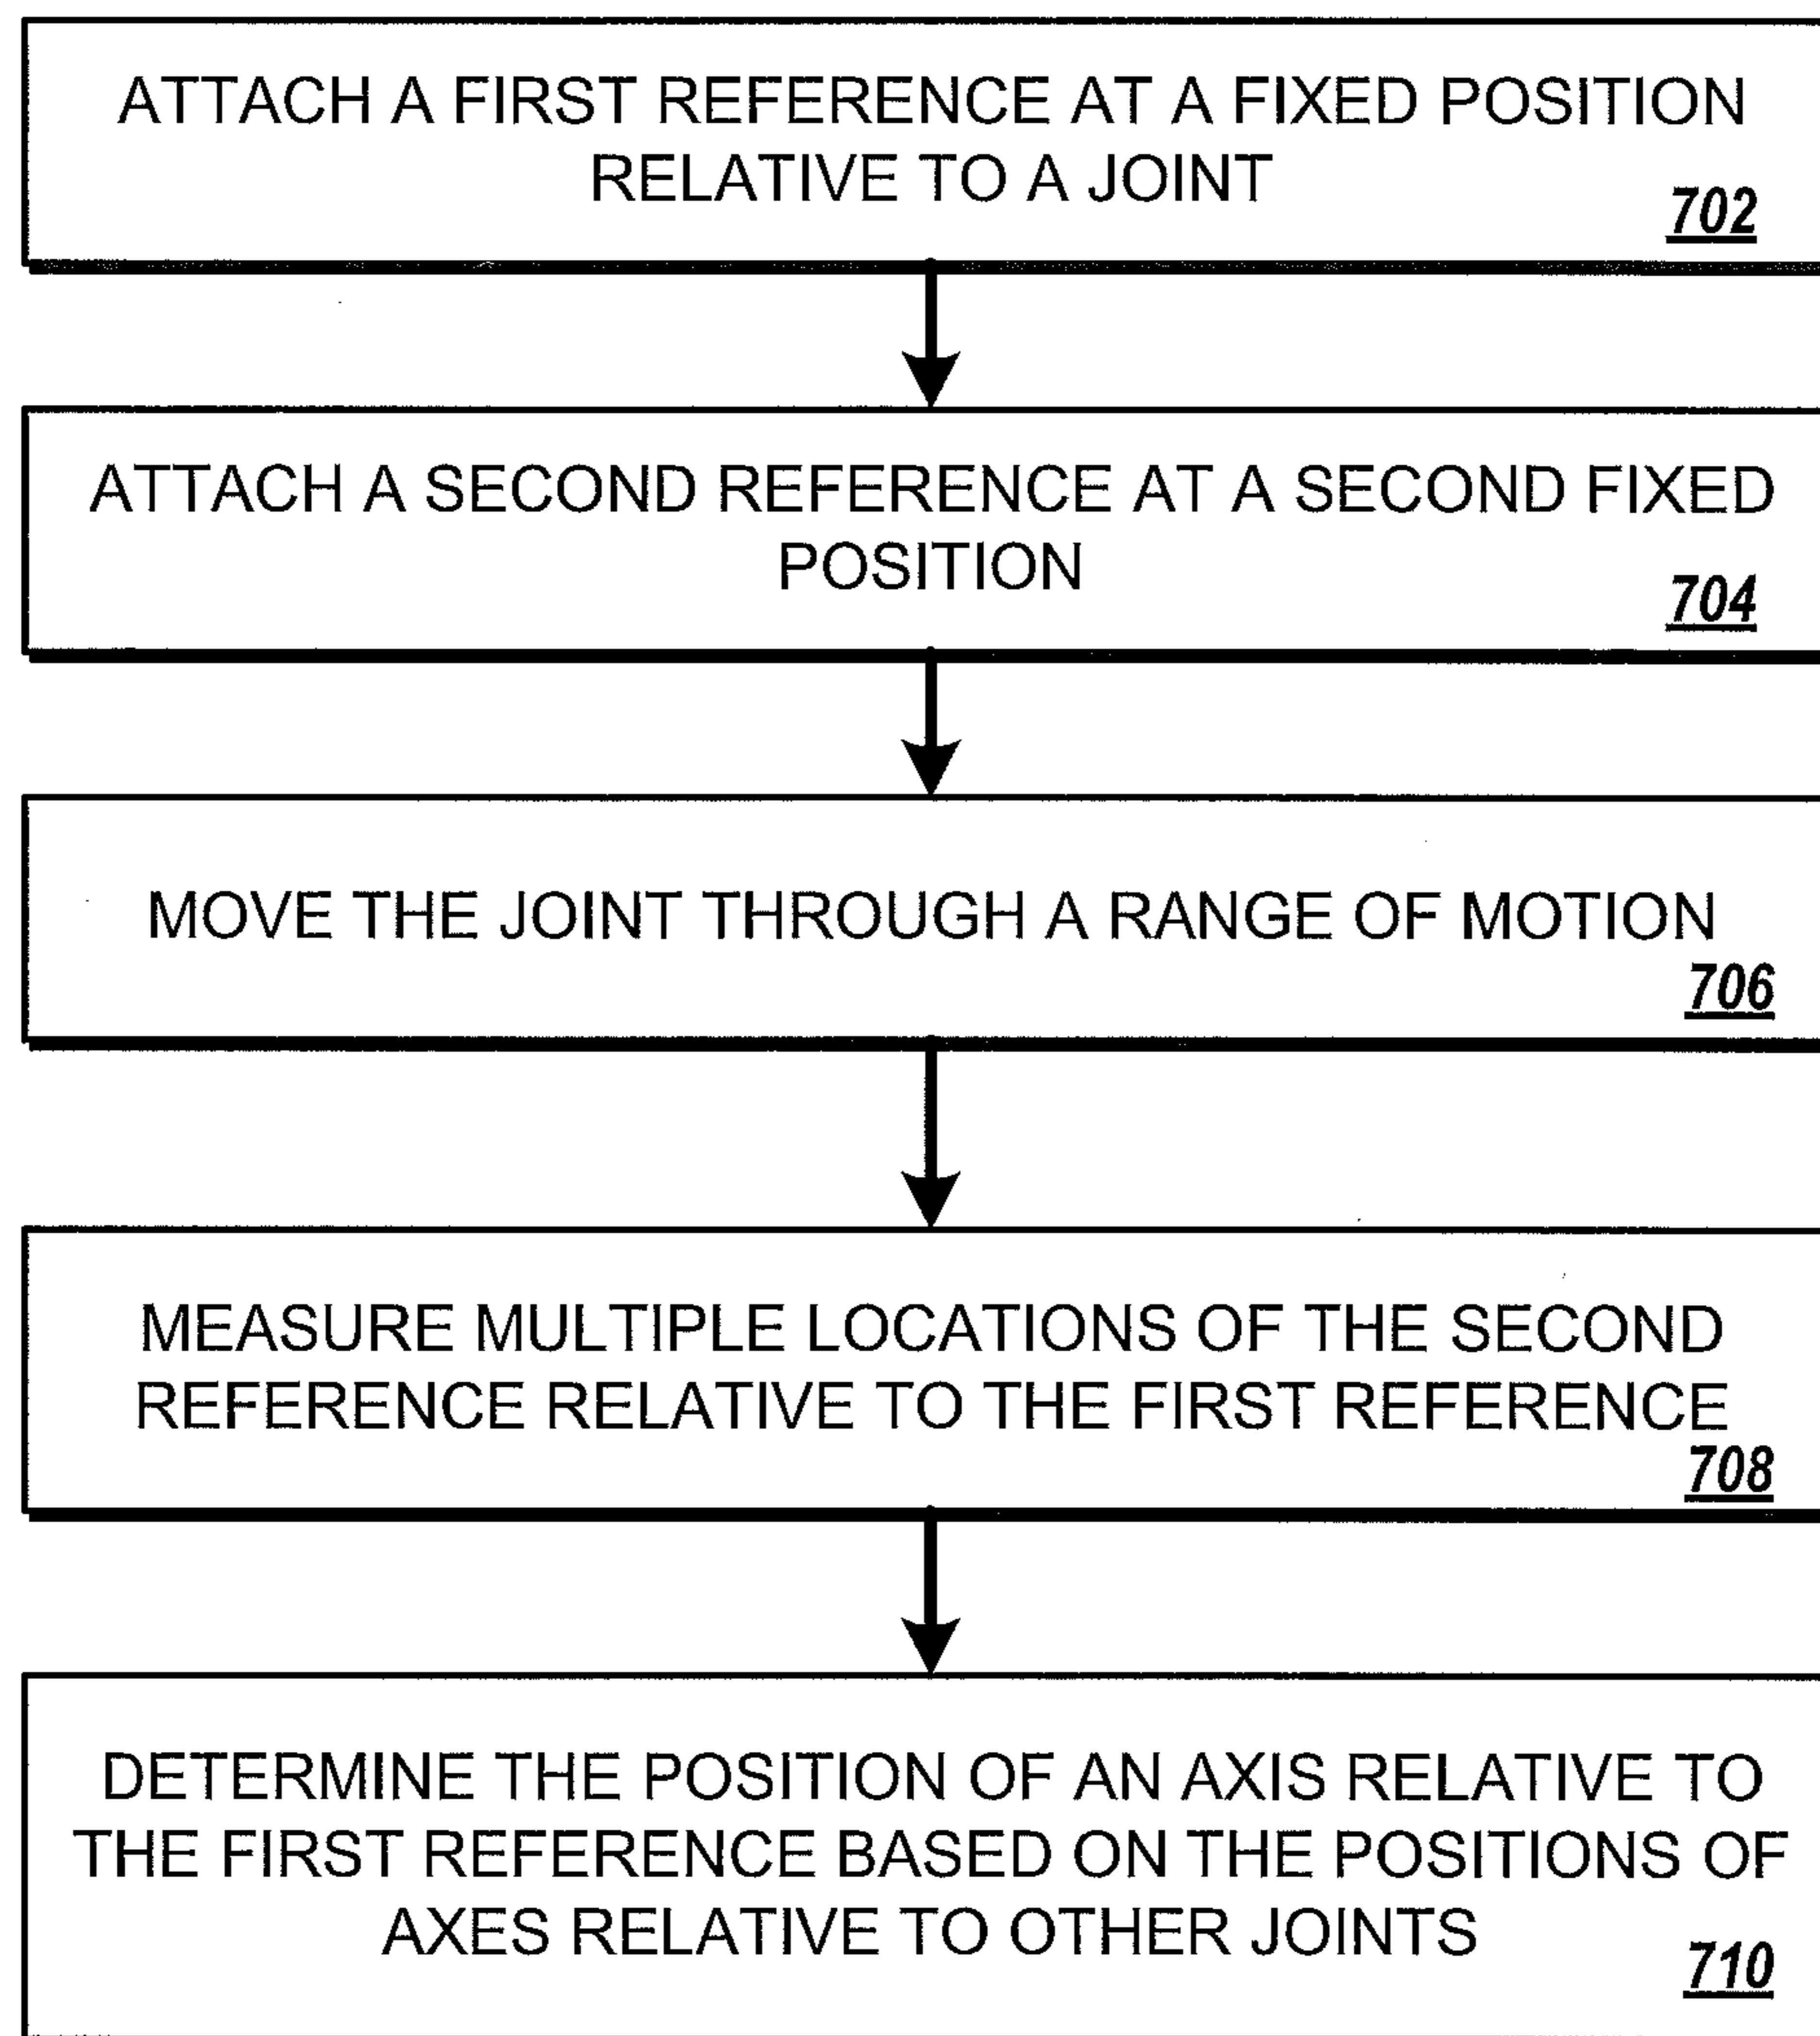 ATTACH A FIRST REFERENCE AT A FIXED POSITION
RELATIVE TO A JOINT
702
ATTACH A SECOND REFERENCE AT A SECOND FIXED
POSITION
704
MOVE THE JOINT THROUGH A RANGE OF MOTION
706
MEASURE MULTIPLE LOCATIONS OF THE SECOND
REFERENCE RELATIVE TO THE FIRST REFERENCE
708
DETERMINE THE POSITION OF AN AXIS RELATIVE TO
THE FIRST REFERENCE BASED ON THE POSITIONS OF
AXES RELATIVE TO OTHER JOINTS
710